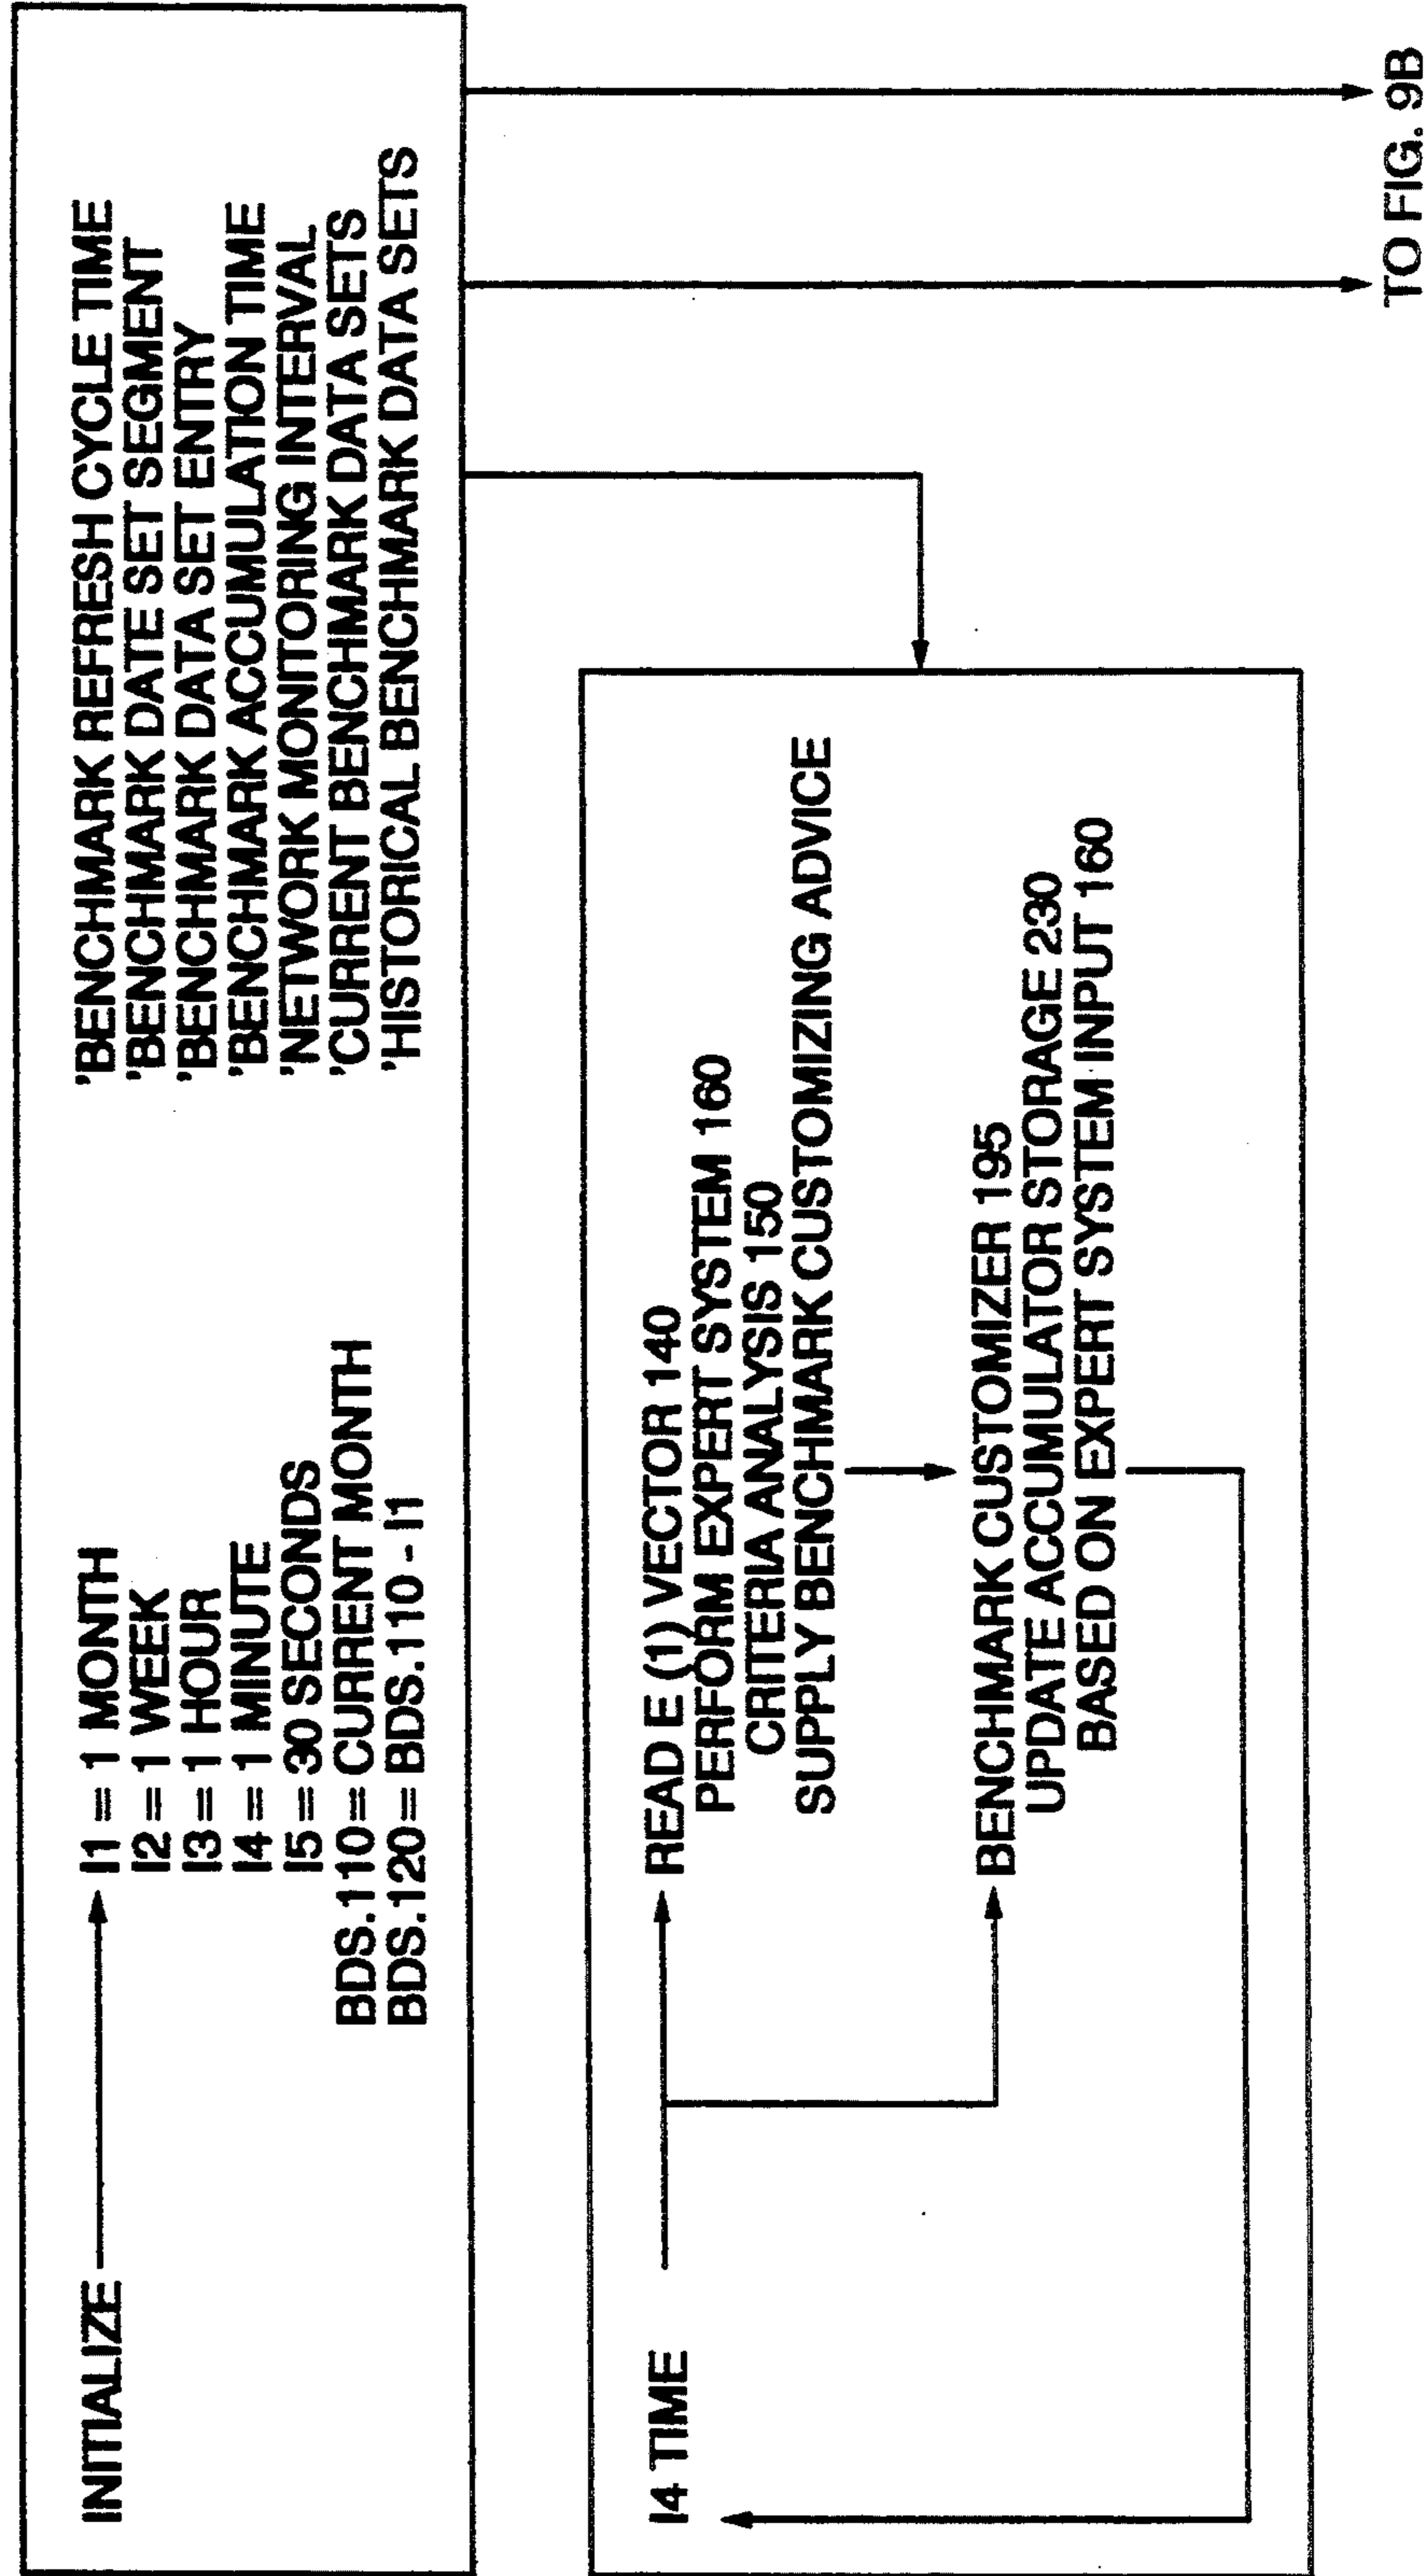 INITIALIZE
I1 = 1 MONTH 'BENCHMARK REFRESH CYCLE TIME
I2 = 1 WEEK 'BENCHMARK DATE SET SEGMENT
I3 = 1 HOUR 'BENCHMARK DATA SET ENTRY
I4 = 1 MINUTE 'BENCHMARK ACCUMULATION TIME
I5 = 30 SECONDS 'NETWORK MONITORING INTERVAL
BDS.110 = CURRENT MONTH 'CURRENT BENCHMARK DATA SETS
BDS.120 = BDS.110 - I1 'HISTORICAL BENCHMARK DATA SETS
I4 TIME
READ E (1) VECTOR 140
PERFORM EXPERT SYSTEM 160
CRITERIA ANALYSIS 150
SUPPLY BENCHMARK CUSTOMIZING ADVICE
BENCHMARK CUSTOMIZER 195
UPDATE ACCUMULATOR STORAGE 230
BASED ON EXPERT SYSTEM INPUT 160
TO FIG. 9B